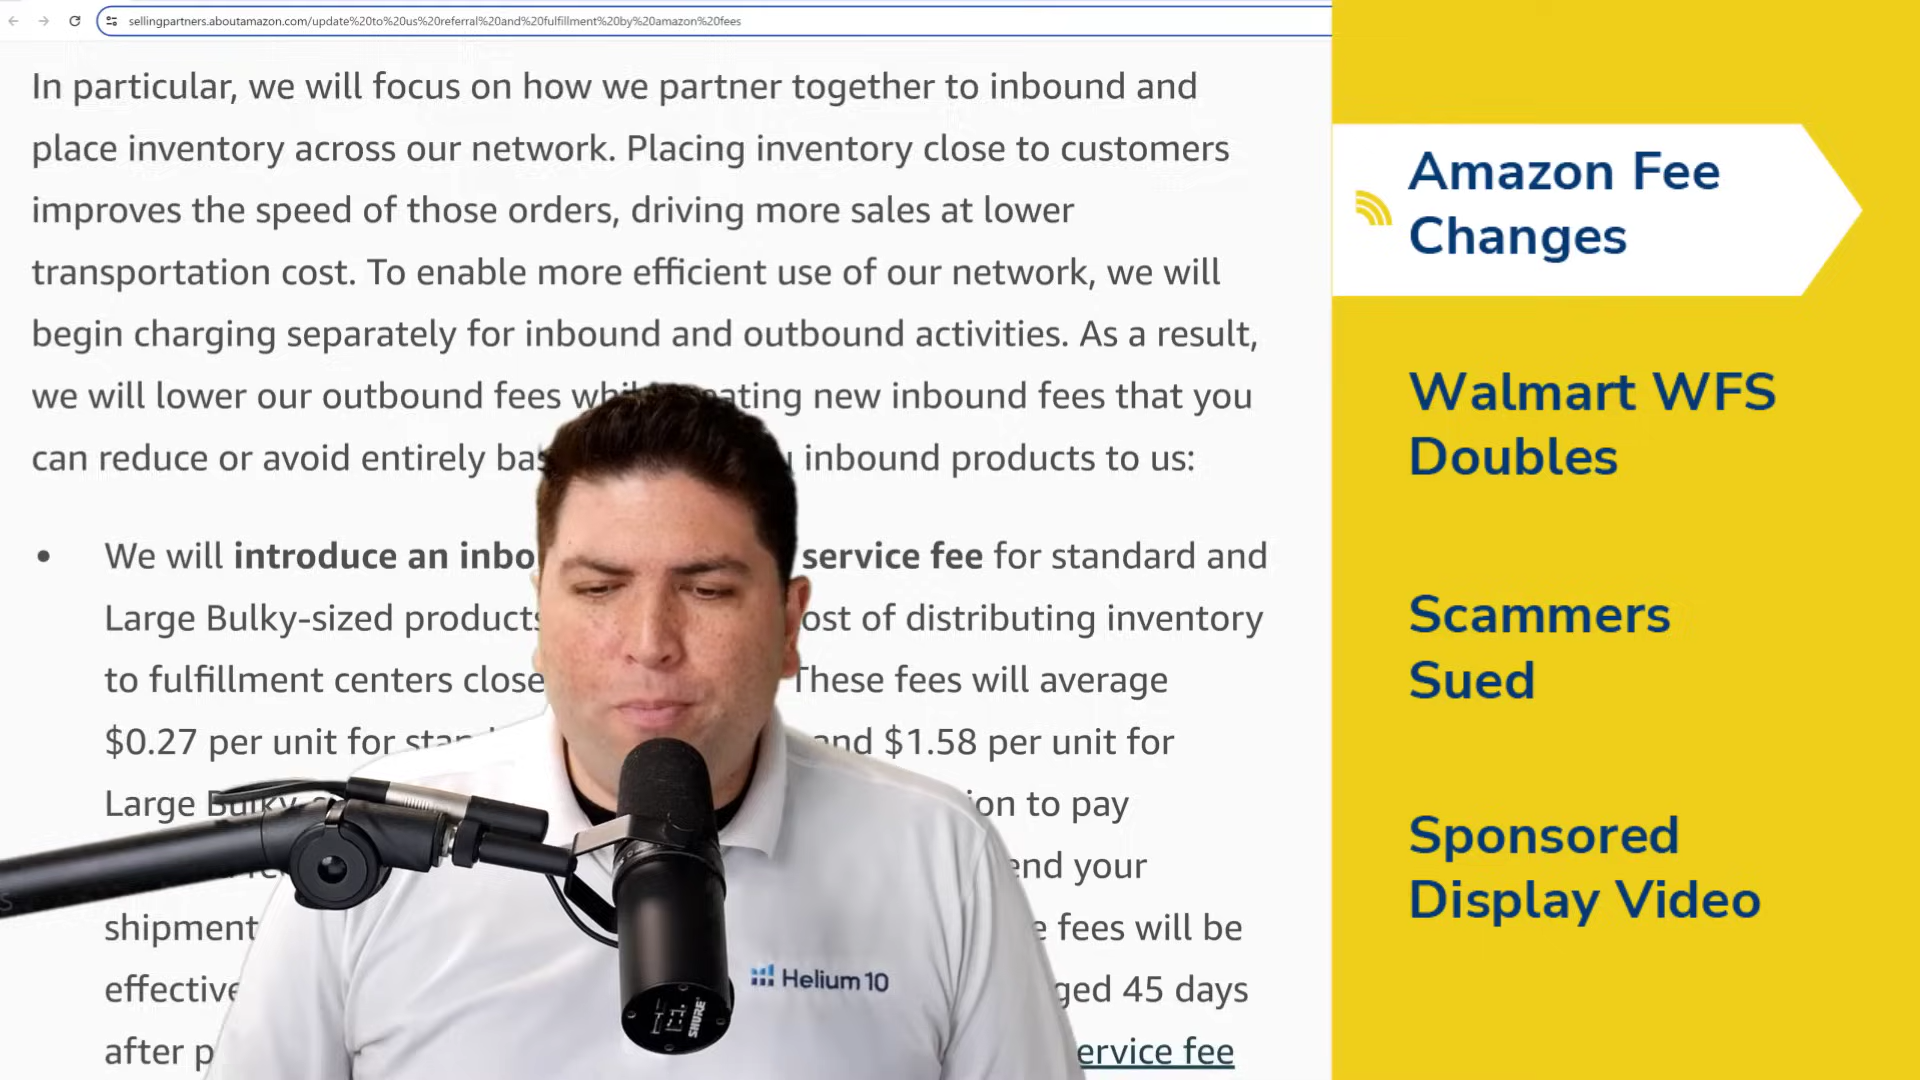 sellingpartners.aboutamazon.com/update%20to%20us%20referral%20and%20fulfillment%20by%20amazon%20fees
In particular, we will focus on how we partner together to inbound and
place inventory across our network. Placing inventory close to customers
improves the speed of those orders, driving more sales at lower
transportation cost. To enable more efficient use of our network, we will
begin charging separately for inbound and outbound activities. As a result,
we will lower our outbound fees while eating new inbound fees that you
can reduce or avoid entirely bas inbound products to us:
• We will introduce an inbo service fee for standard and
Large Bulky-sized products ost of distributing inventory
to fulfillment centers close These fees will average
$0.27 per unit for stan and $1.58 per unit for
Large Bulky-s ion to pay
end your
shipment e fees will be
effective ged 45 days
after p ervice fee
Amazon Fee
Changes
Walmart WFS
Doubles
Scammers
Sued
Sponsored
Display Video
Helium 10
SHURE